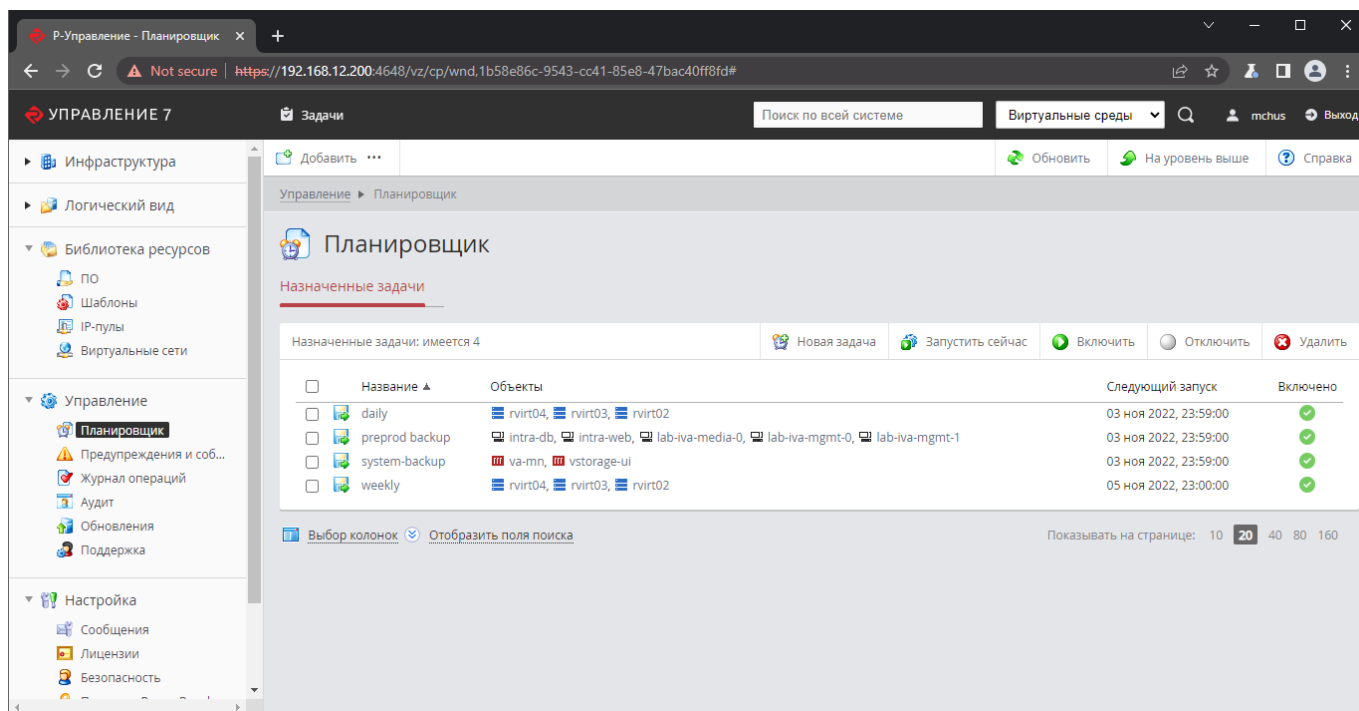 Р-Управление - Планировщик
Not secure | https://192.168.12.200:4648/vz/cp/wnd,1b58e86c-9543-cc41-85e8-47bac40ff8fd#
УПРАВЛЕНИЕ 7
Задачи
Поиск по всей системе
Виртуальные среды
mchus
Выход
Инфраструктура
Логический вид
Библиотека ресурсов
ПО
Шаблоны
IP-пулы
Виртуальные сети
Управление
Планировщик
Предупреждения и соб...
Журнал операций
Аудит
Обновления
Поддержка
Настройка
Сообщения
Лицензии
Безопасность
Добавить ···
Обновить
На уровень выше
Справка
Управление ▶ Планировщик
Планировщик
Назначенные задачи
Назначенные задачи: имеется 4
Новая задача
Запустить сейчас
Включить
Отключить
Удалить
Название ▲ Объекты Следующий запуск Включено
daily rvirt04, rvirt03, rvirt02 03 ноя 2022, 23:59:00
preprod backup intra-db, intra-web, lab-iva-media-0, lab-iva-mgmt-0, lab-iva-mgmt-1 03 ноя 2022, 23:59:00
system-backup va-mn, vstorage-ui 03 ноя 2022, 23:59:00
weekly rvirt04, rvirt03, rvirt02 05 ноя 2022, 23:00:00
Выбор колонок Отобразить поля поиска
Показывать на странице: 10 20 40 80 160